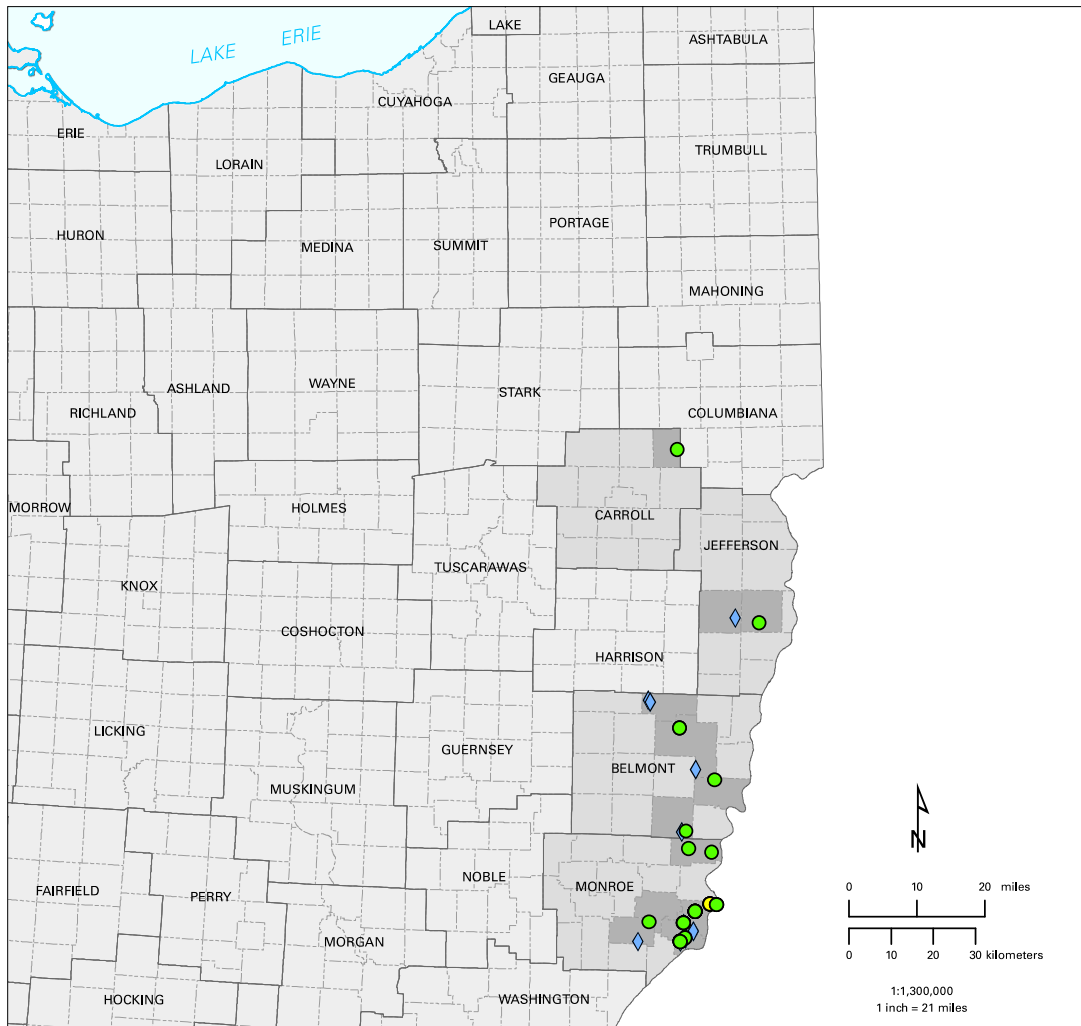 LAKE
ASHTABULA
LAKE ERIE
GEAUGA
CUYAHOGA
ERIE
TRUMBULL
LORAIN
PORTAGE
HURON
MEDINA
SUMMIT
MAHONING
ASHLAND
WAYNE
STARK
RICHLAND
COLUMBIANA
MORROW
HOLMES
CARROLL
JEFFERSON
TUSCARAWAS
KNOX
COSHOCTON
HARRISON
LICKING
GUERNSEY
BELMONT
MUSKINGUM
N
NOBLE
MONROE
FAIRFIELD
PERRY
MORGAN
HOCKING
WASHINGTON
0 10 20 miles
0 10 20 30 kilometers
1:1,300,000
1 inch = 21 miles